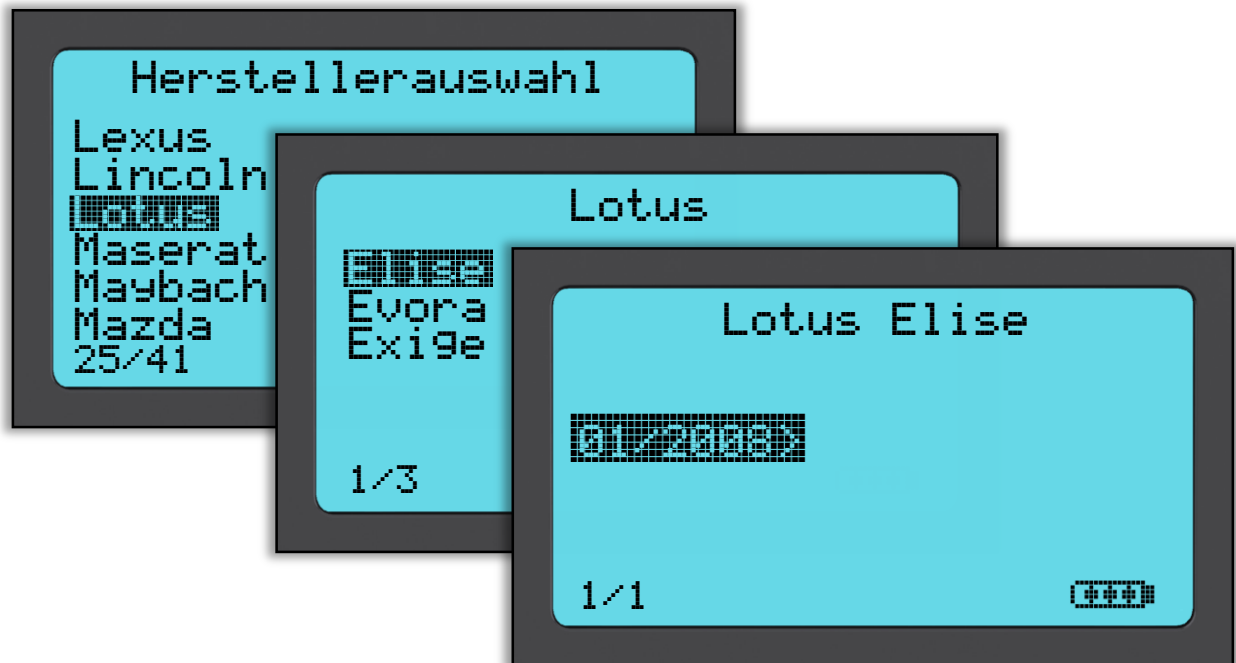 Herstellerauswahl
Lexus
Lincoln
Lotus
Maserat
Maybach
Mazda
25/41
Lotus
Elise
Evora
Exige
1/3
Lotus Elise
01/2008>
1/1